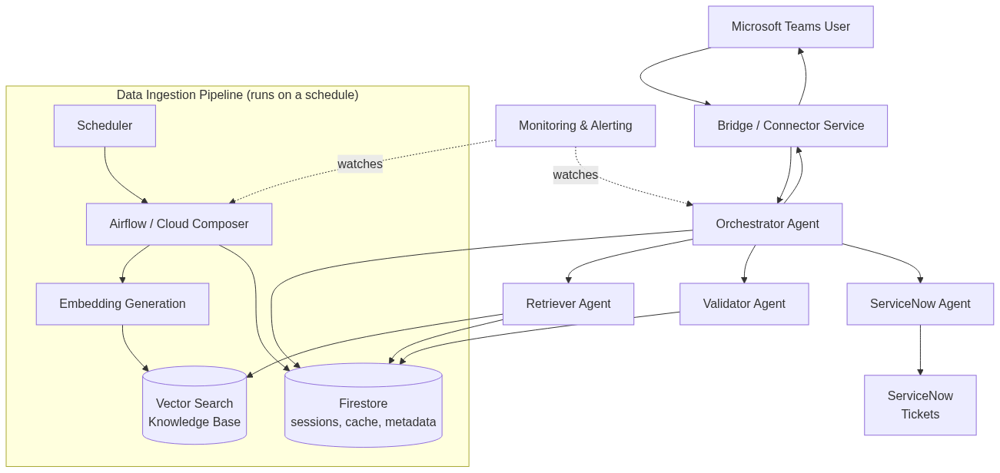 Microsoft Teams User
Data Ingestion Pipeline (runs on a schedule)
Scheduler
Monitoring & Alerting
Bridge / Connector Service
watches
watches
Airflow / Cloud Composer
Orchestrator Agent
Embedding Generation
Retriever Agent
Validator Agent
ServiceNow Agent
Vector Search
Knowledge Base
Firestore
sessions, cache, metadata
ServiceNow
Tickets